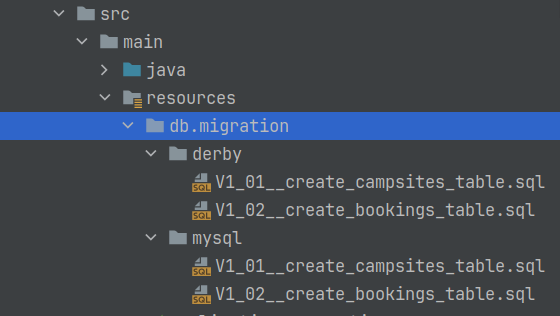 src
main
java
resources
db.migration
derby
SQL V1_01__create_campsites_table.sql
SQL V1_02__create_bookings_table.sql
mysql
SQL V1_01__create_campsites_table.sql
SQL V1_02__create_bookings_table.sql